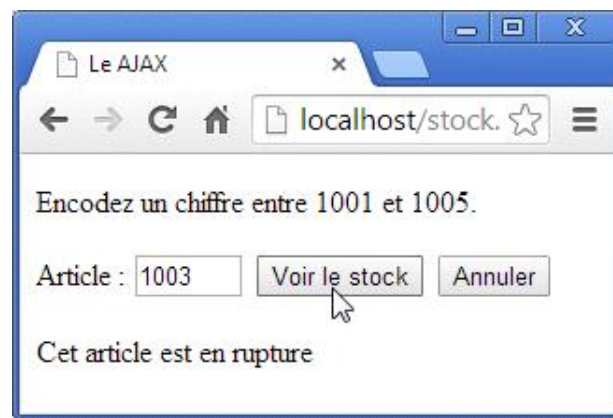 Le AJAX
localhost/stock.
Encodez un chiffre entre 1001 et 1005.
Article : 1003 Voir le stock Annuler
Cet article est en rupture